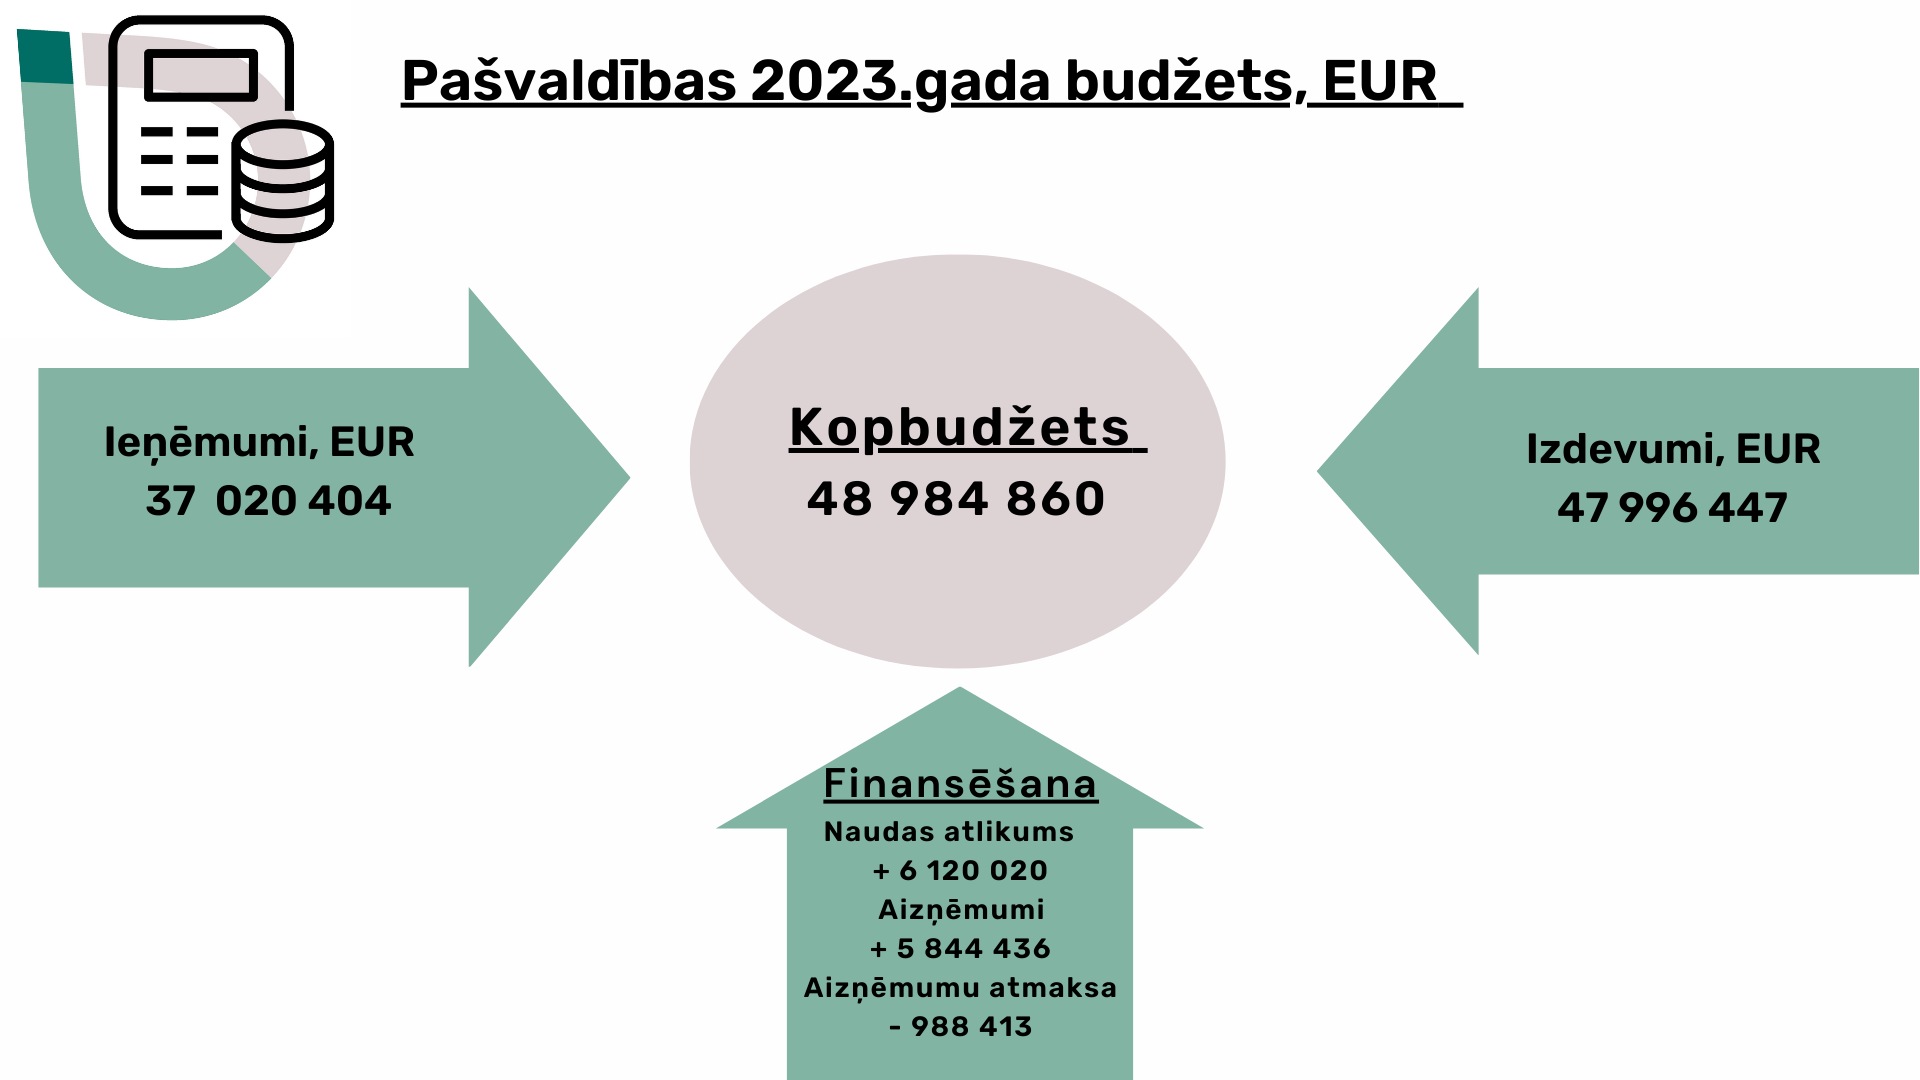 Pašvaldības 2023.gada budžets, EUR
Ieņēmumi, EUR
37 020 404
Kopbudžets
48 984 860
Izdevumi, EUR
47 996 447
Finansēšana
Naudas atlikums
+ 6 120 020
Aizņēmumi
+ 5 844 436
Aizņēmumu atmaksa
- 988 413